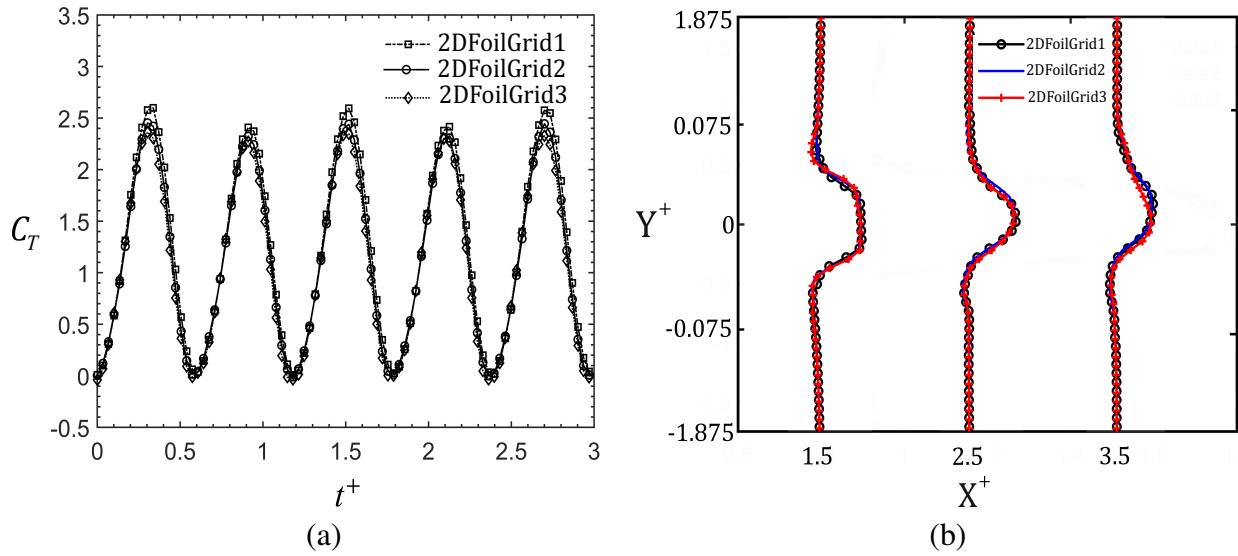 3.5
3
2.5
2
1.5
1
0.5
0
-0.5
C_T
2DFoilGrid1
2DFoilGrid2
2DFoilGrid3
0 0.5 1 1.5 2 2.5 3
t⁺
(a)
1.875
0.075
0
-0.075
-1.875
Y⁺
2DFoilGrid1
2DFoilGrid2
2DFoilGrid3
1.5 2.5 3.5
X⁺
(b)